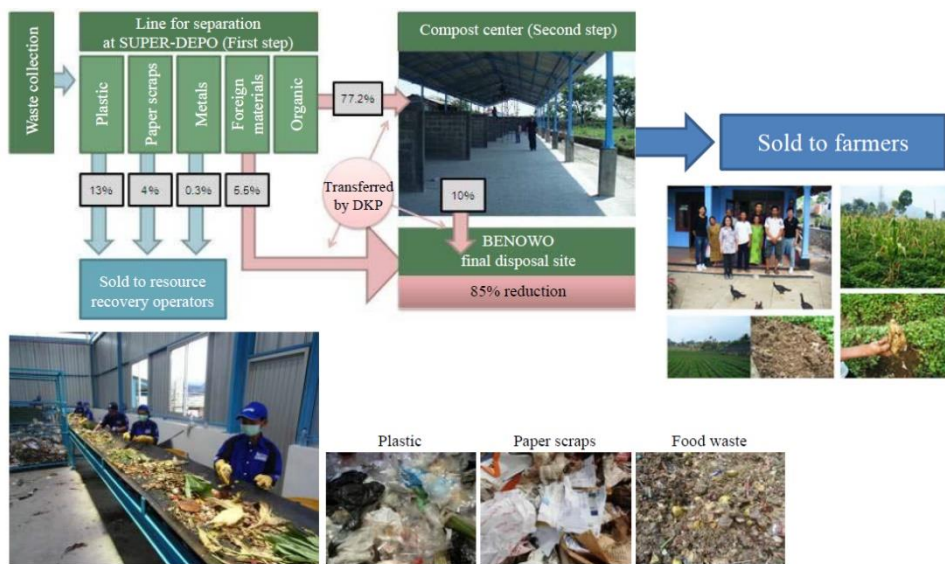 Waste collection
Line for separation
at SUPER-DEPO (First step)
Plastic
Paper scraps
Metals
Foreign
materials
Organic
77.2%
13%
4%
0.3%
5.5%
Sold to resource
recovery operators
Transferred
by DKP
Compost center (Second step)
10%
BENOWO
final disposal site
85% reduction
Sold to farmers
Plastic
Paper scraps
Food waste